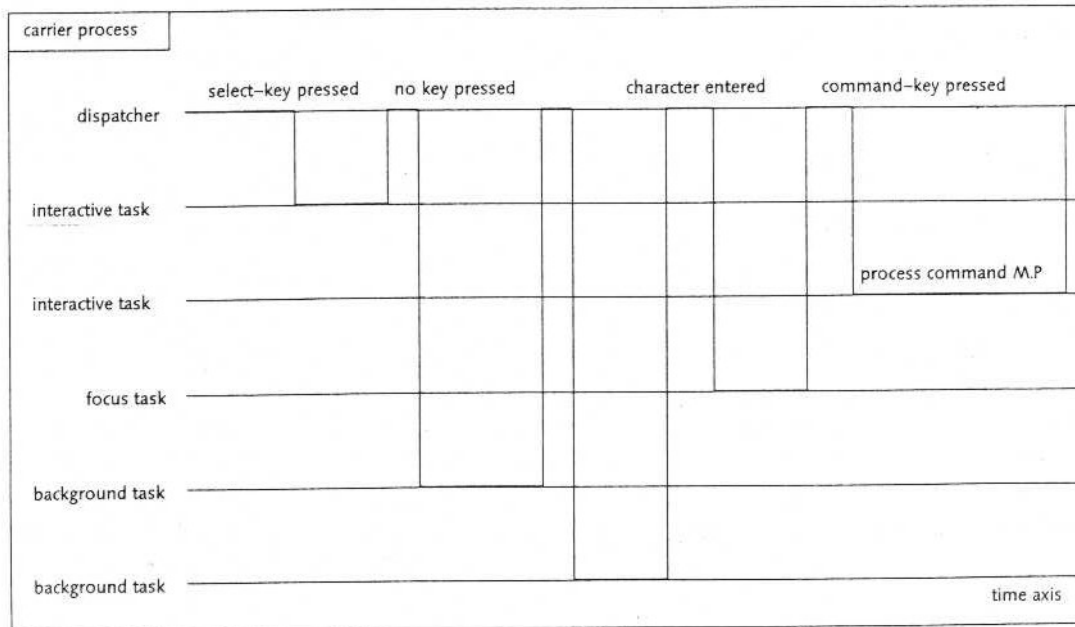 carrier process
select–key pressed
no key pressed
character entered
command–key pressed
dispatcher
interactive task
process command M.P
interactive task
focus task
background task
background task
time axis